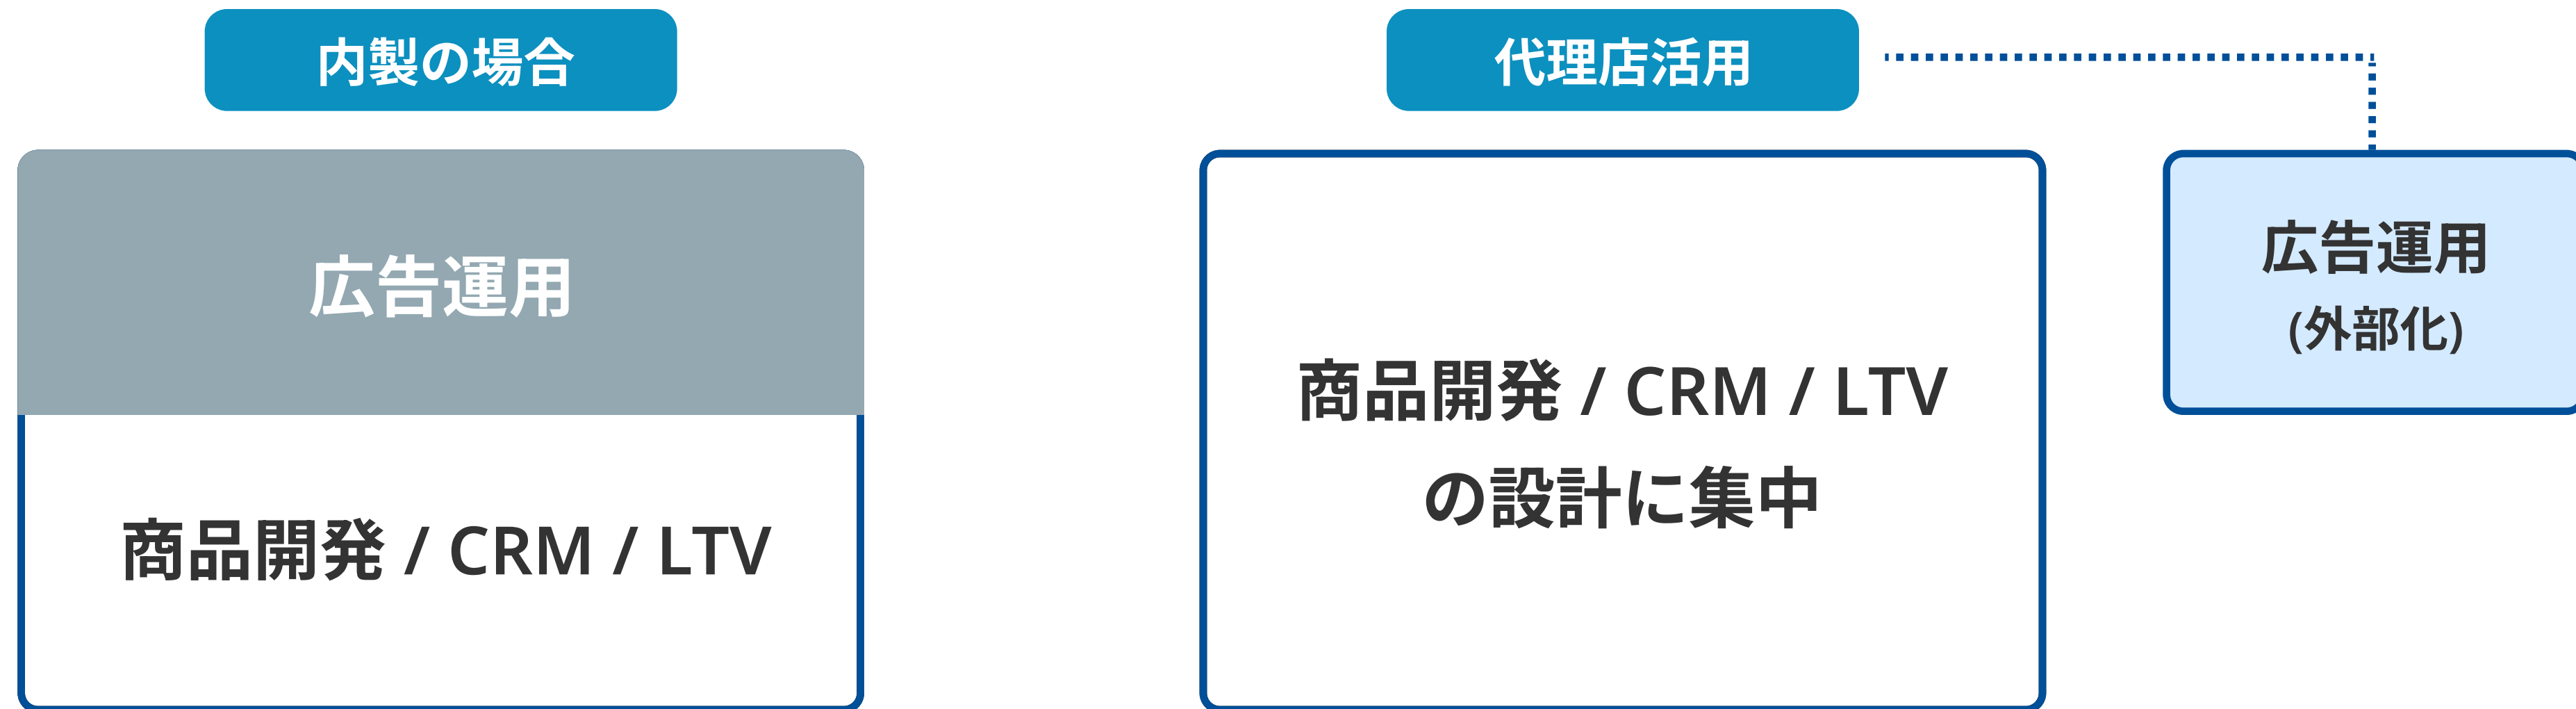 内製の場合
広告運用
商品開発 / CRM / LTV
代理店活用
商品開発 / CRM / LTV
の設計に集中
広告運用
(外部化)